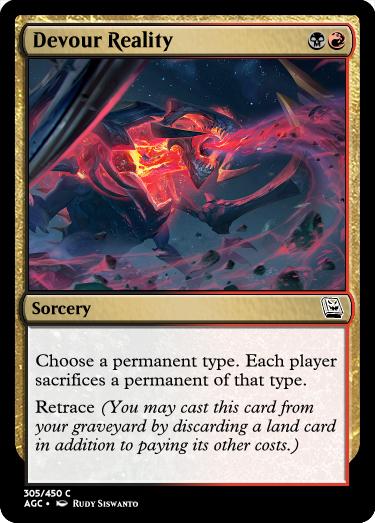 Devour Reality
Sorcery
Choose a permanent type. Each player
sacrifices a permanent of that type.
Retrace (You may cast this card from
your graveyard by discarding a land card
in addition to paying its other costs.)
305/450 C
AGC • Rudy Siswanto